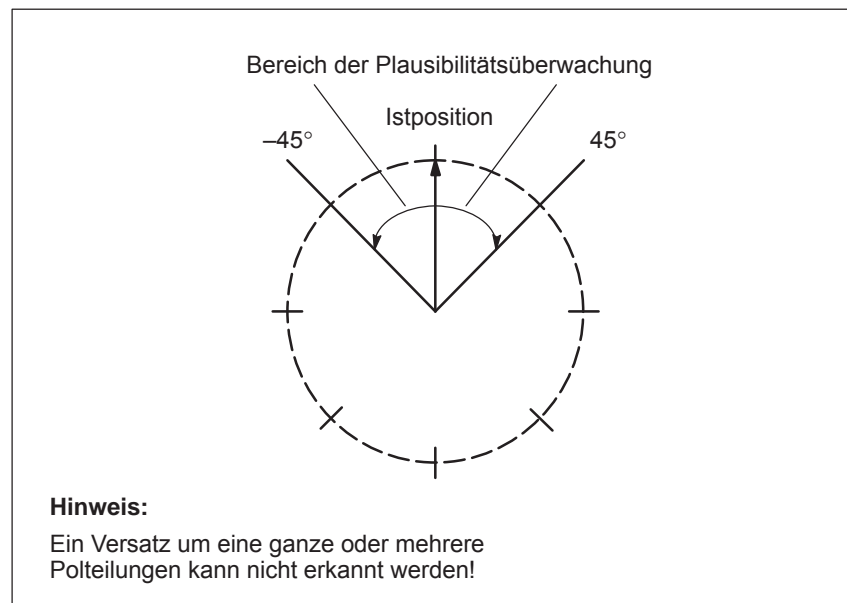 Bereich der Plausibilitätsüberwachung
Istposition
–45°
45°
Hinweis:
Ein Versatz um eine ganze oder mehrere
Polteilungen kann nicht erkannt werden!